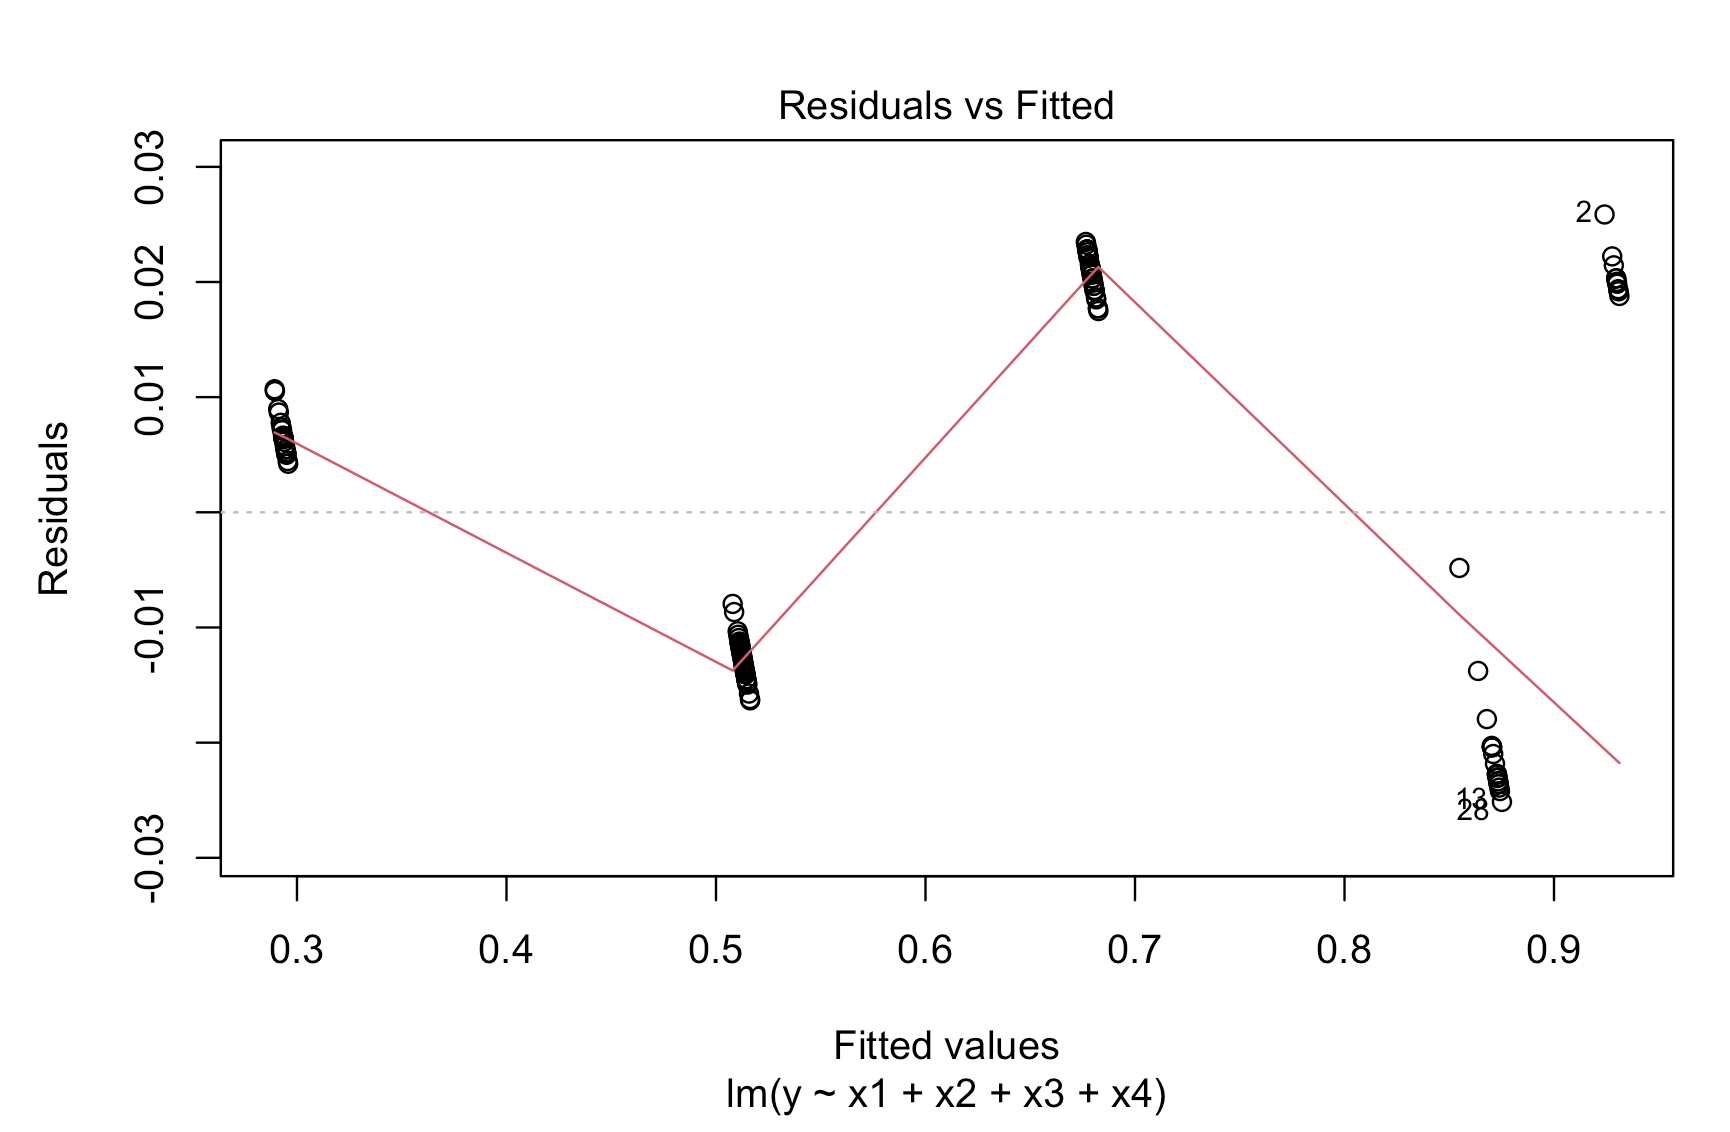 Residuals vs Fitted
Residuals
0.03
0.02
0.01
-0.01
-0.03
2
13
28
0.3 0.4 0.5 0.6 0.7 0.8 0.9
Fitted values
lm(y ~ x1 + x2 + x3 + x4)